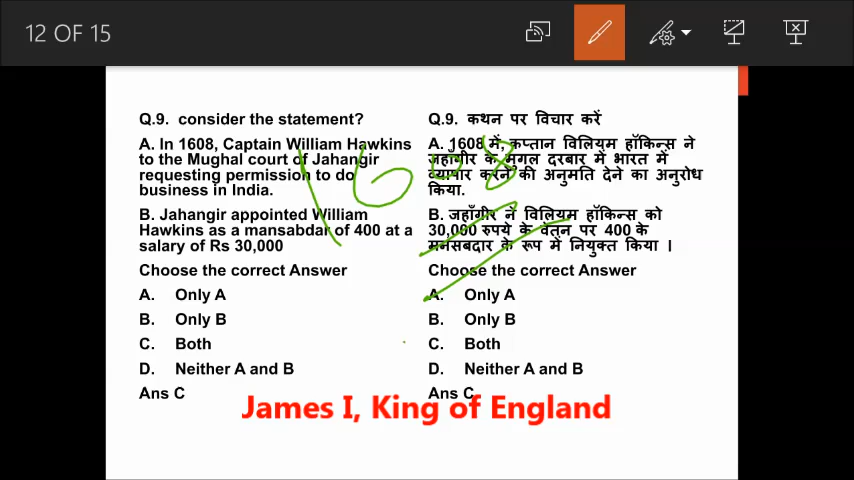 12 OF 15
Q.9. consider the statement?
A. In 1608, Captain William Hawkins
to the Mughal court of Jahangir
requesting permission to do
business in India.
B. Jahangir appointed William
Hawkins as a mansabdar of 400 at a
salary of Rs 30,000
Choose the correct Answer
A. Only A
B. Only B
C. Both
D. Neither A and B
Ans C
Q.9. कथन पर विचार करें
A. 1608 में, कप्तान विलियम हॉकिन्स ने
जहाँगीर के मुगल दरबार में भारत में
व्यापार करने की अनुमति देने का अनुरोध
किया.
B. जहाँगीर ने विलियम हॉकिन्स को
30,000 रुपये के वेतन पर 400 के
मनसबदार के रूप में नियुक्त किया ।
Choose the correct Answer
A. Only A
B. Only B
C. Both
D. Neither A and B
Ans C
1608
James I, King of England